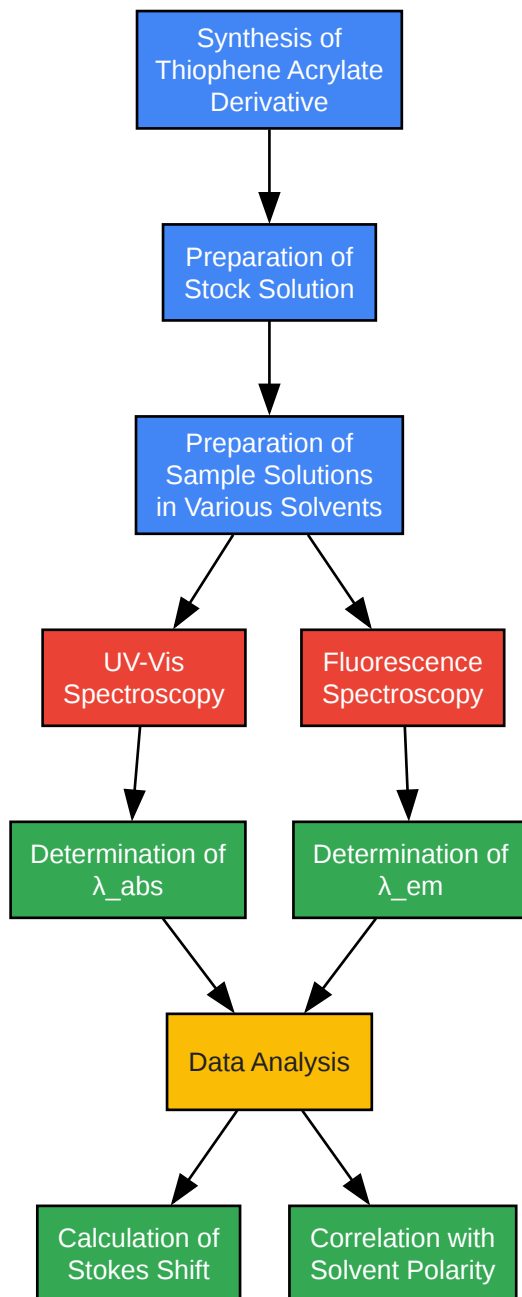 Synthesis of
Thiophene Acrylate
Derivative
Preparation of
Stock Solution
Preparation of
Sample Solutions
in Various Solvents
UV-Vis
Spectroscopy
Fluorescence
Spectroscopy
Determination of
λ_abs
Determination of
λ_em
Data Analysis
Calculation of
Stokes Shift
Correlation with
Solvent Polarity